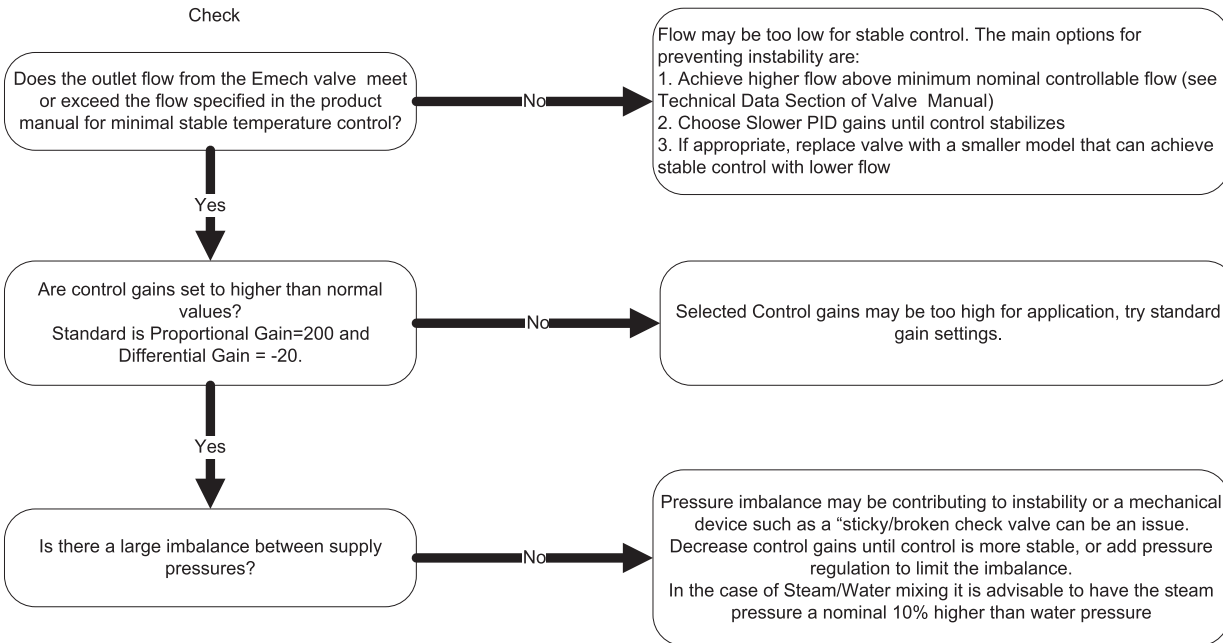 Check
Does the outlet flow from the Emech valve  meet
or exceed the flow specified in the product
manual for minimal stable temperature control?
No
Flow may be too low for stable control. The main options for
preventing instability are:
1. Achieve higher flow above minimum nominal controllable flow (see
Technical Data Section of Valve  Manual)
2. Choose Slower PID gains until control stabilizes
3. If appropriate, replace valve with a smaller model that can achieve
stable control with lower flow
Yes
Are control gains set to higher than normal
values?
Standard is Proportional Gain=200 and
Differential Gain = -20.
No
Selected Control gains may be too high for application, try standard
gain settings.
Yes
Is there a large imbalance between supply
pressures?
No
Pressure imbalance may be contributing to instability or a mechanical
device such as a “sticky/broken check valve can be an issue.
Decrease control gains until control is more stable, or add pressure
regulation to limit the imbalance.
In the case of Steam/Water mixing it is advisable to have the steam
pressure a nominal 10% higher than water pressure